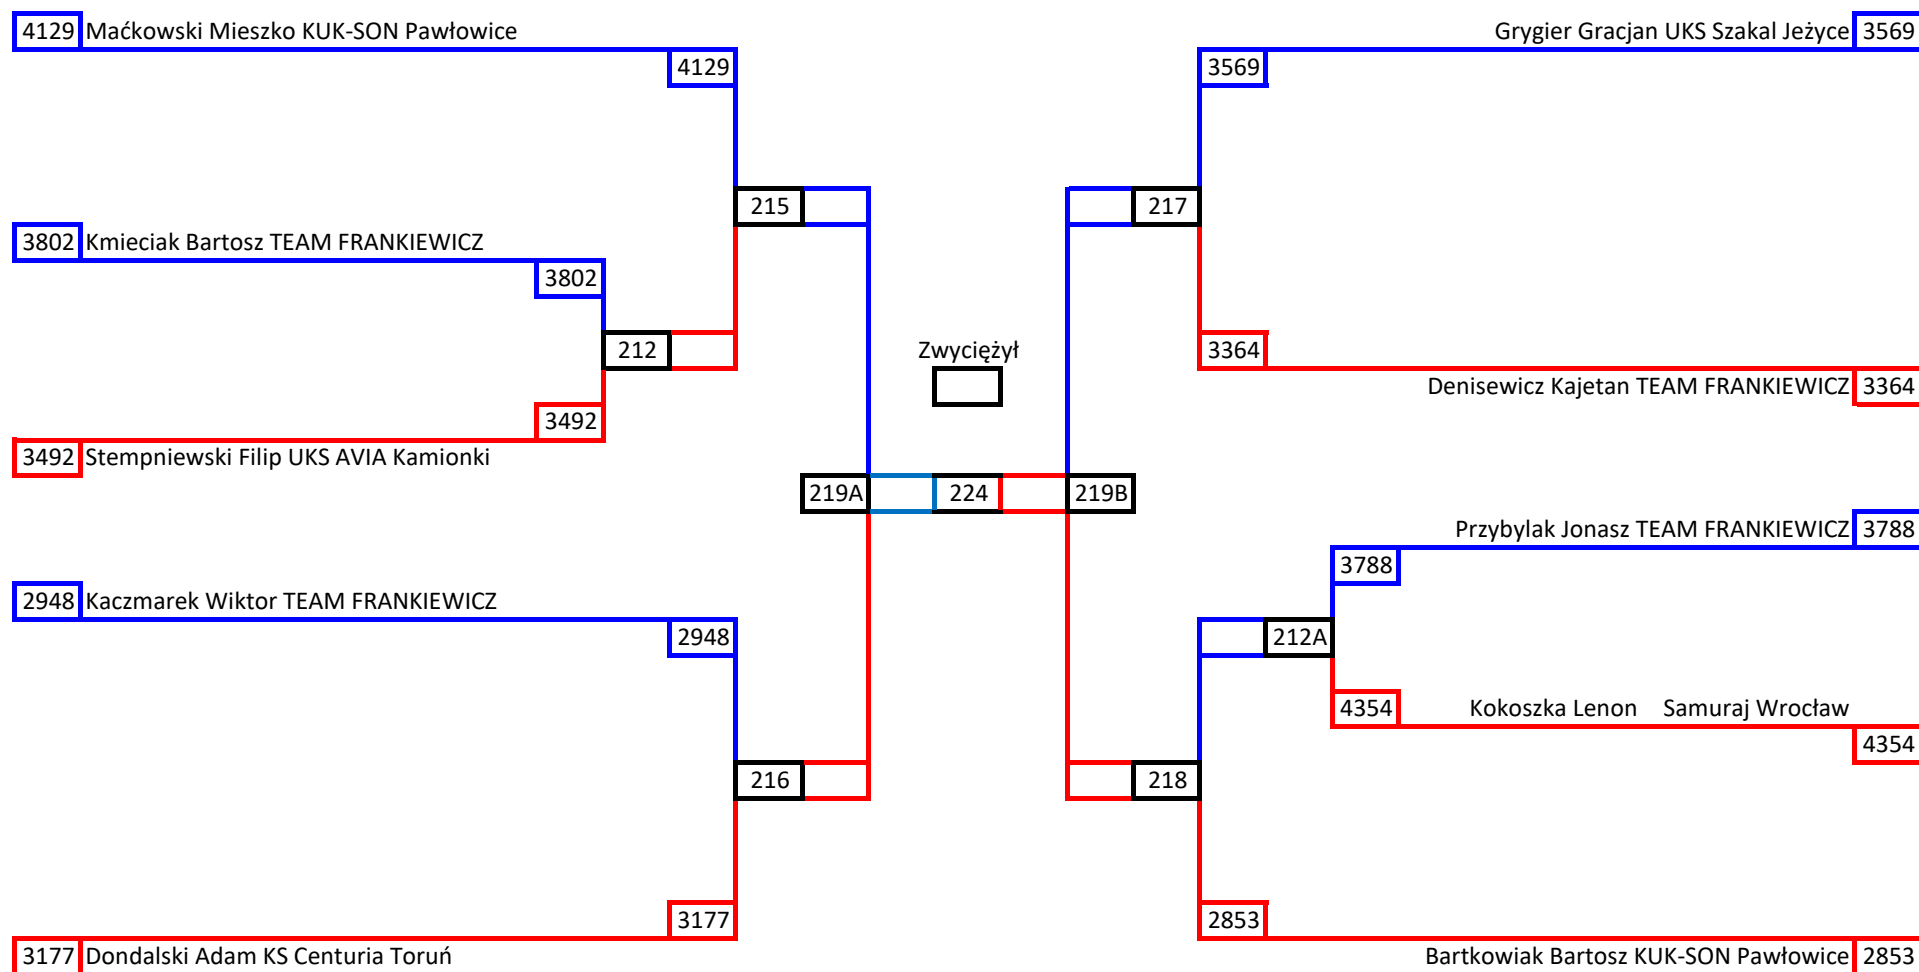 4129 Maćkowski Mieszko KUK-SON Pawłowice
Grygier Gracjan UKS Szakal Jeżyce 3569
4129
3569
215
217
3802 Kmieciak Bartosz TEAM FRANKIEWICZ
3802
212
Zwyciężył
3364
Denisewicz Kajetan TEAM FRANKIEWICZ 3364
3492
3492 Stempniewski Filip UKS AVIA Kamionki
219A
224
219B
Przybylak Jonasz TEAM FRANKIEWICZ 3788
3788
2948 Kaczmarek Wiktor TEAM FRANKIEWICZ
2948
212A
4354
Kokoszka Lenon Samuraj Wrocław
4354
216
218
3177
2853
3177 Dondalski Adam KS Centuria Toruń
Bartkowiak Bartosz KUK-SON Pawłowice 2853